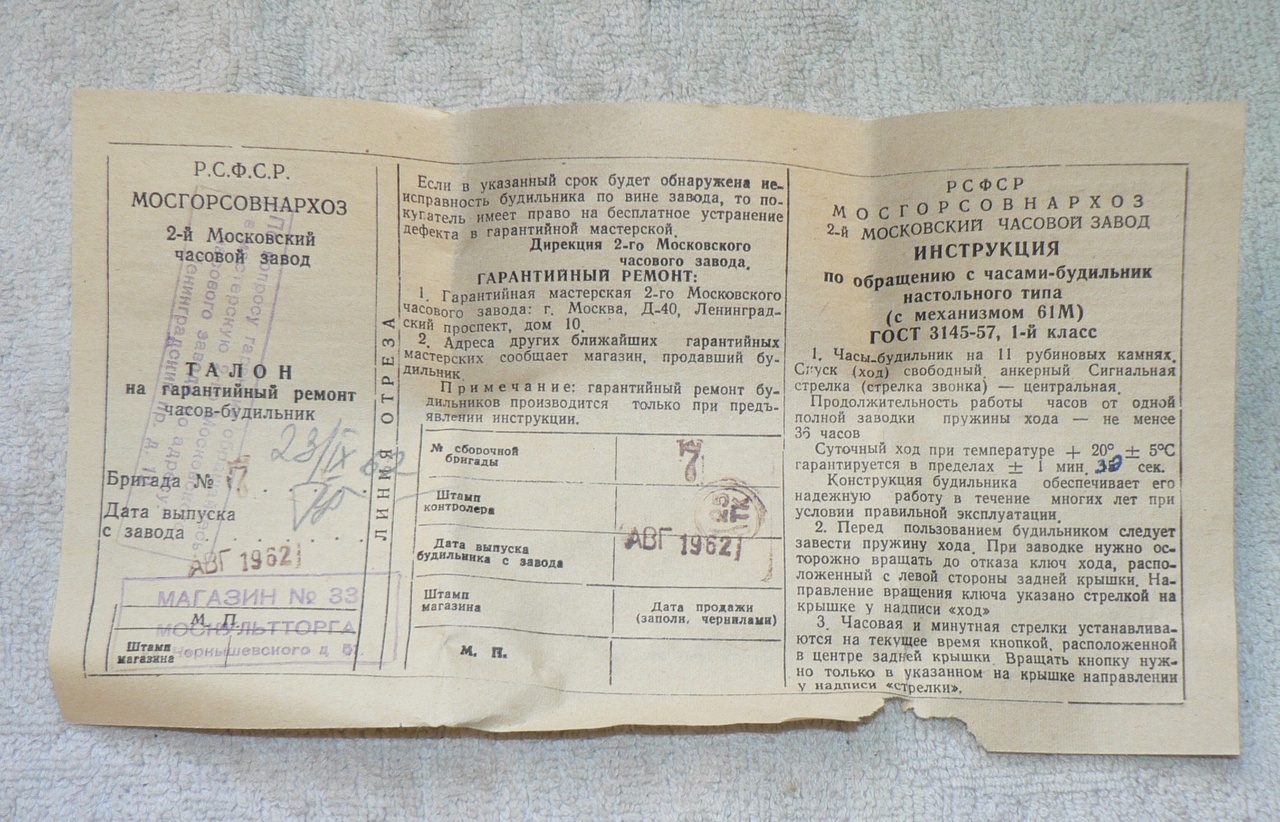 Р.С.Ф.С.Р.
МОСГОРСОВНАРХОЗ
2-й Московский
часовой завод
ТАЛОН
на гарантийный ремонт
часов-будильник
23/IX 62
Бригада № 7
Дата выпуска
с завода
АВГ 1962
МАГАЗИН № 33
МОСКУЛЬТТОРГА
Чернышевского д.
М. П.
Штамп
магазина
ЛИНИЯ ОТРЕЗА
Если в указанный срок будет обнаружена не-
исправность будильника по вине завода, то по-
купатель имеет право на бесплатное устранение
дефекта в гарантийной мастерской.
Дирекция 2-го Московского
часового завода.
ГАРАНТИЙНЫЙ РЕМОНТ:
1. Гарантийная мастерская 2-го Московского
часового завода: г. Москва, Д-40, Ленинград-
ский проспект, дом 10.
2. Адреса других ближайших гарантийных
мастерских сообщает магазин, продавший бу-
дильник.
Примечание: гарантийный ремонт бу-
дильников производится только при предъ-
явлении инструкции.
№ сборочной
бригады
7
Штамп
контролера
ТК
Дата выпуска
будильника с завода
АВГ 1962
Штамп
магазина
Дата продажи
(заполн. чернилами)
М. П.
РСФСР
МОСГОРСОВНАРХОЗ
2-й МОСКОВСКИЙ ЧАСОВОЙ ЗАВОД
ИНСТРУКЦИЯ
по обращению с часами-будильник
настольного типа
(с механизмом 61М)
ГОСТ 3145-57, 1-й класс
1. Часы-будильник на 11 рубиновых камнях.
Спуск (ход) свободный анкерный Сигнальная
стрелка (стрелка звонка) — центральная.
Продолжительность работы часов от одной
полной заводки пружины хода — не менее
36 часов
Суточный ход при температуре + 20° ± 5°С
гарантируется в пределах ± 1 мин. 30 сек.
Конструкция будильника обеспечивает его
надежную работу в течение многих лет при
условии правильной эксплуатации.
2. Перед пользованием будильником следует
завести пружину хода. При заводке нужно ос-
торожно вращать до отказа ключ хода, распо-
ложенный с левой стороны задней крышки. На-
правление вращения ключа указано стрелкой на
крышке у надписи «ход»
3. Часовая и минутная стрелки устанавлива-
ются на текущее время кнопкой, расположенной
в центре задней крышки. Вращать кнопку нуж-
но только в указанном на крышке направлении
у надписи «стрелки».